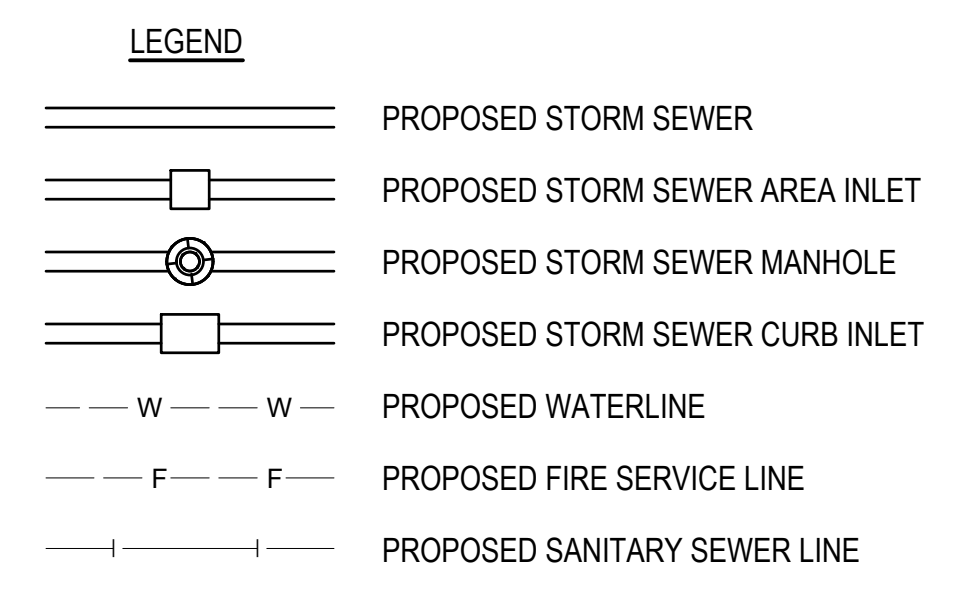 LEGEND
PROPOSED STORM SEWER
PROPOSED STORM SEWER AREA INLET
PROPOSED STORM SEWER MANHOLE
PROPOSED STORM SEWER CURB INLET
W W PROPOSED WATERLINE
F F PROPOSED FIRE SERVICE LINE
PROPOSED SANITARY SEWER LINE